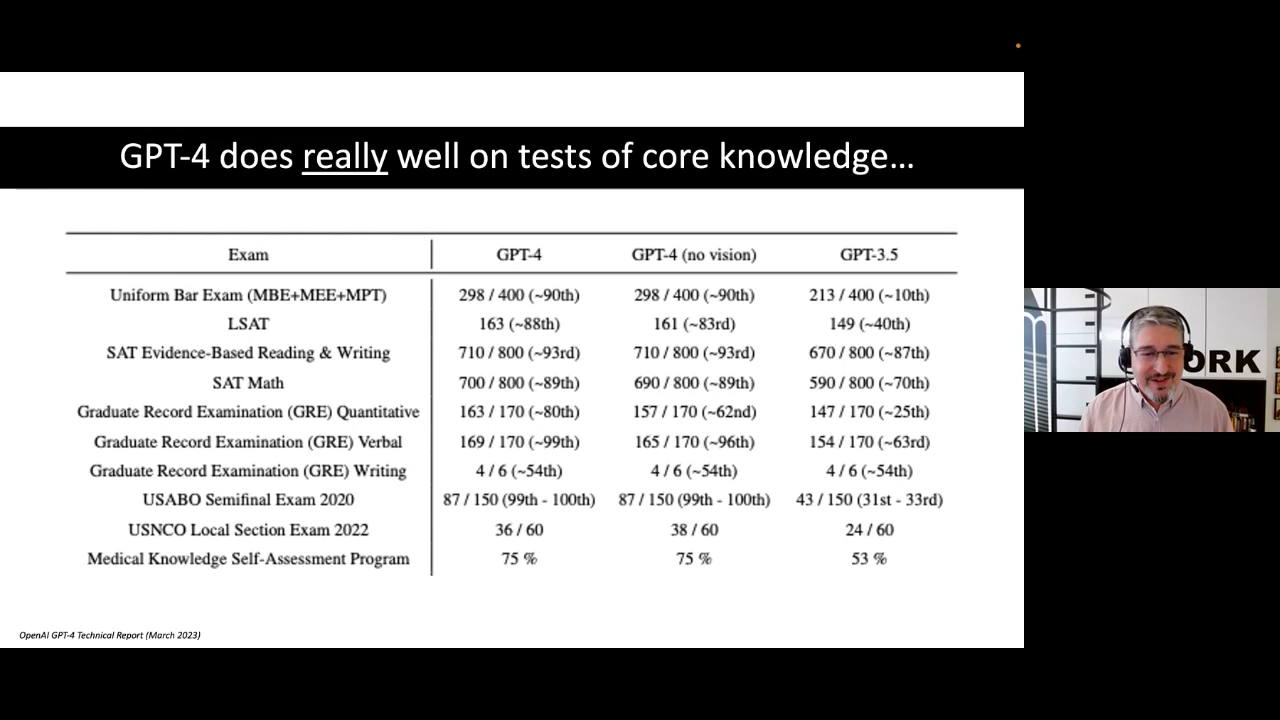 GPT-4 does really well on tests of core knowledge…
Exam GPT-4 GPT-4 (no vision) GPT-3.5
Uniform Bar Exam (MBE+MEE+MPT) 298 / 400 (~90th) 298 / 400 (~90th) 213 / 400 (~10th)
LSAT 163 (~88th) 161 (~83rd) 149 (~40th)
SAT Evidence-Based Reading & Writing 710 / 800 (~93rd) 710 / 800 (~93rd) 670 / 800 (~87th)
SAT Math 700 / 800 (~89th) 690 / 800 (~89th) 590 / 800 (~70th)
Graduate Record Examination (GRE) Quantitative 163 / 170 (~80th) 157 / 170 (~62nd) 147 / 170 (~25th)
Graduate Record Examination (GRE) Verbal 169 / 170 (~99th) 165 / 170 (~96th) 154 / 170 (~63rd)
Graduate Record Examination (GRE) Writing 4 / 6 (~54th) 4 / 6 (~54th) 4 / 6 (~54th)
USABO Semifinal Exam 2020 87 / 150 (99th - 100th) 87 / 150 (99th - 100th) 43 / 150 (31st - 33rd)
USNCO Local Section Exam 2022 36 / 60 38 / 60 24 / 60
Medical Knowledge Self-Assessment Program 75 % 75 % 53 %
OpenAI GPT-4 Technical Report (March 2023)
ORK